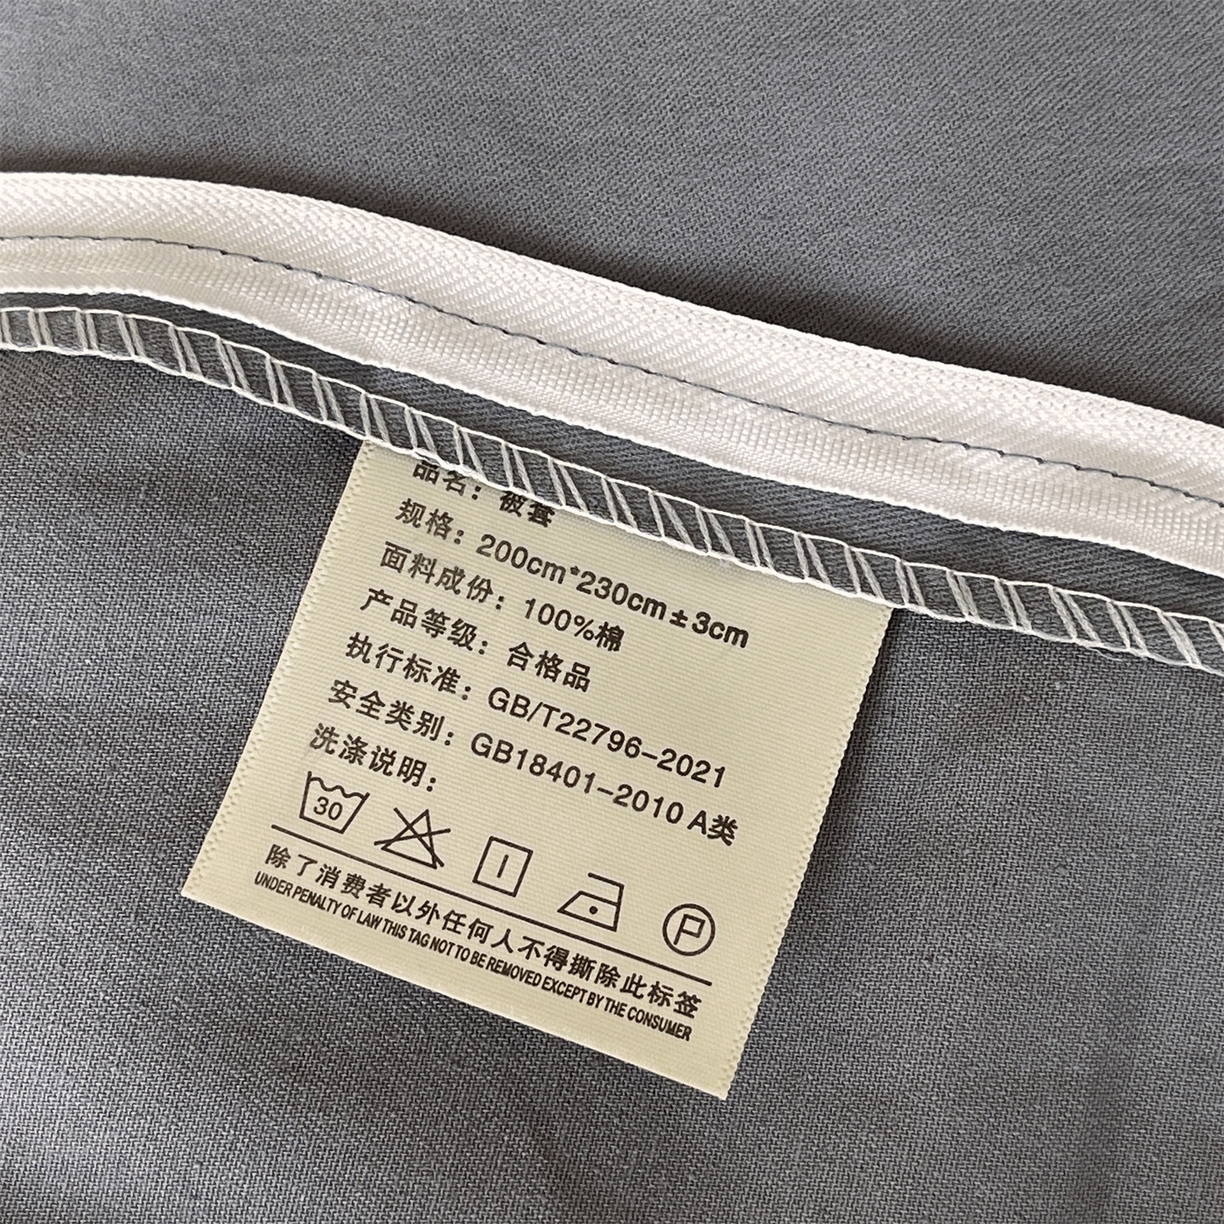 品名：被套
规格：200cm*230cm±3cm
面料成份：100%棉
产品等级：合格品
执行标准：GB/T22796-2021
安全类别：GB18401-2010 A类
洗涤说明：
30
P
除了消费者以外任何人不得撕除此标签
UNDER PENALTY OF LAW THIS TAG NOT TO BE REMOVED EXCEPT BY THE CONSUMER